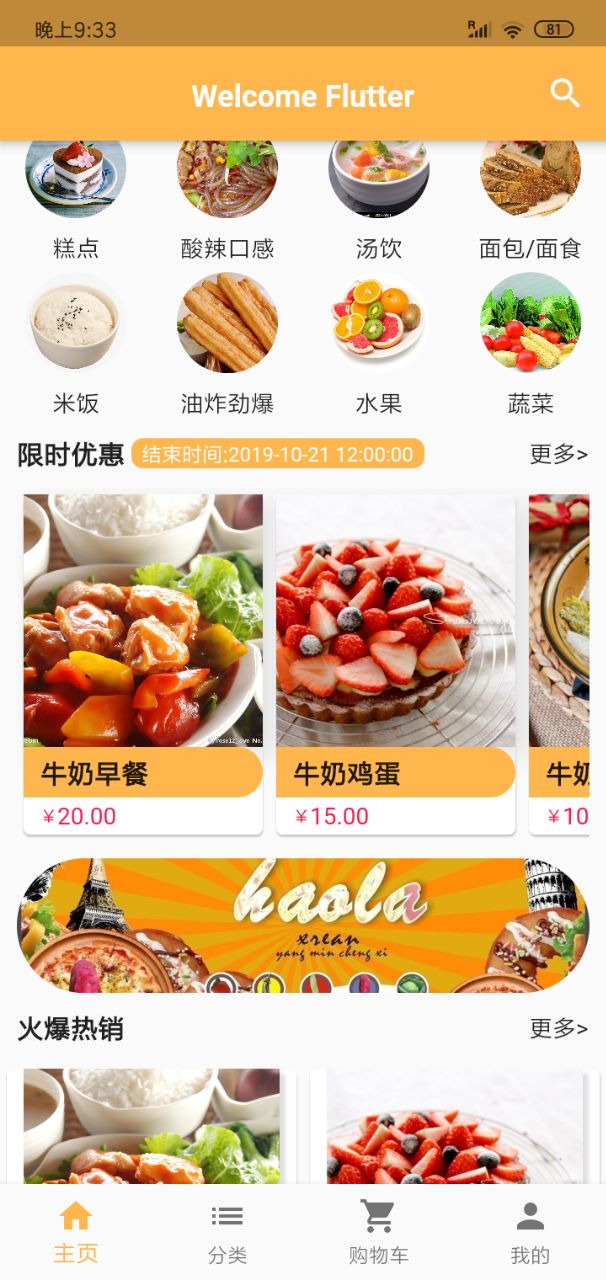 晚上9:33
R
81
Welcome Flutter
糕点 酸辣口感 汤饮 面包/面食
米饭 油炸劲爆 水果 蔬菜
限时优惠 结束时间:2019-10-21 12:00:00 更多>
牛奶早餐 牛奶鸡蛋 牛奶
¥20.00 ¥15.00 ¥10
haola
xrean
yang min cheng xi
火爆热销 更多>
主页 分类 购物车 我的